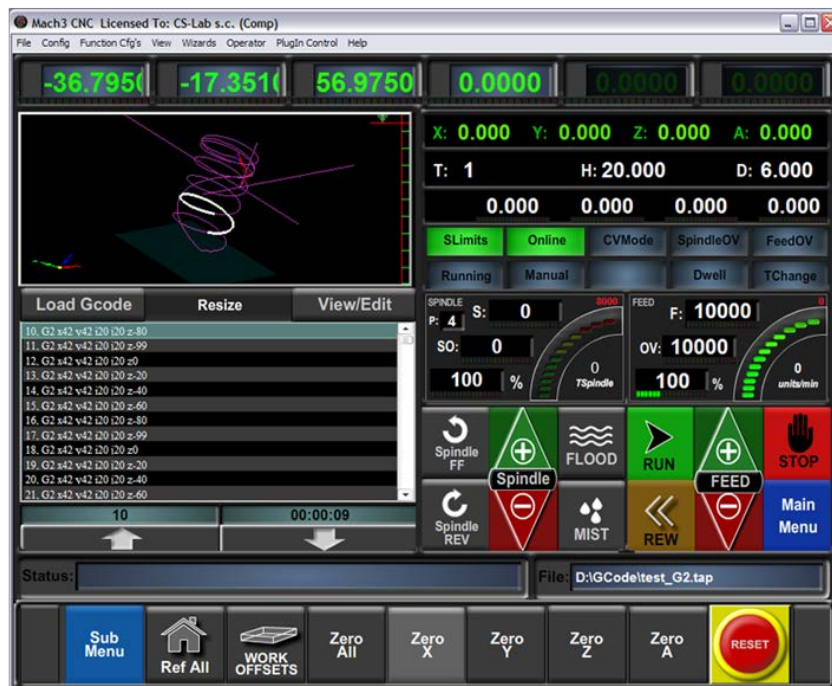 Mach3 CNC Licensed To: CS-Lab s.c. (Comp)
File Config Function Cfg's View Wizards Operator PlugIn Control Help
-36.7950 -17.3510 56.9750 0.0000 0.0000 0.0000
X: 0.000 Y: 0.000 Z: 0.000 A: 0.000
T: 1 H: 20.000 D: 6.000
0.000 0.000 0.000 0.000
SLimits Online CVMode SpindleOV FeedOV
Running Manual Dwell TChange
Load Gcode Resize View/Edit
10, G2 x42 y42 i20 j20 z-80
11, G2 x42 y42 i20 j20 z-99
12, G2 x42 y42 i20 j20 z0
13, G2 x42 y42 i20 j20 z-20
14, G2 x42 y42 i20 j20 z-40
15, G2 x42 y42 i20 j20 z-60
16, G2 x42 y42 i20 j20 z-80
17, G2 x42 y42 i20 j20 z-99
18, G2 x42 y42 i20 j20 z0
19, G2 x42 y42 i20 j20 z-20
20, G2 x42 y42 i20 j20 z-40
21, G2 x42 y42 i20 j20 z-60
10 00:00:09
SPINDLE 8000
P: 4 S: 0
SO: 0
100 %
0
TSpindle
FEED 0
F: 10000
OV: 10000
100 %
0
units/min
Spindle FF
Spindle
FLOOD
RUN
FEED
STOP
Spindle REV
MIST
REW
Main Menu
Status: File: D:\GCode\test_G2.tap
Sub Menu
Ref All
WORK OFFSETS
Zero All
Zero X
Zero Y
Zero Z
Zero A
RESET